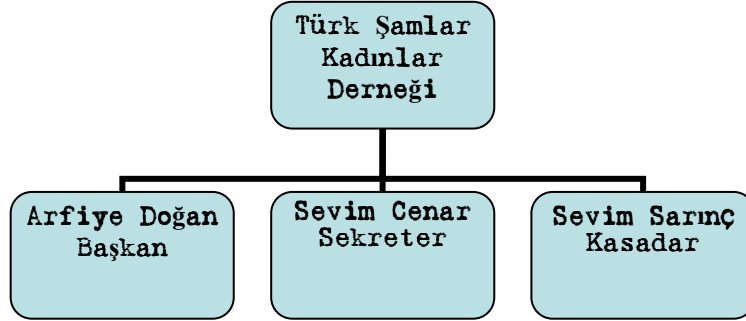 Türk Şamlar
Kadınlar
Derneği
Arfiye Doğan
Başkan
Sevim Cenar
Sekreter
Sevim Sarınç
Kasadar